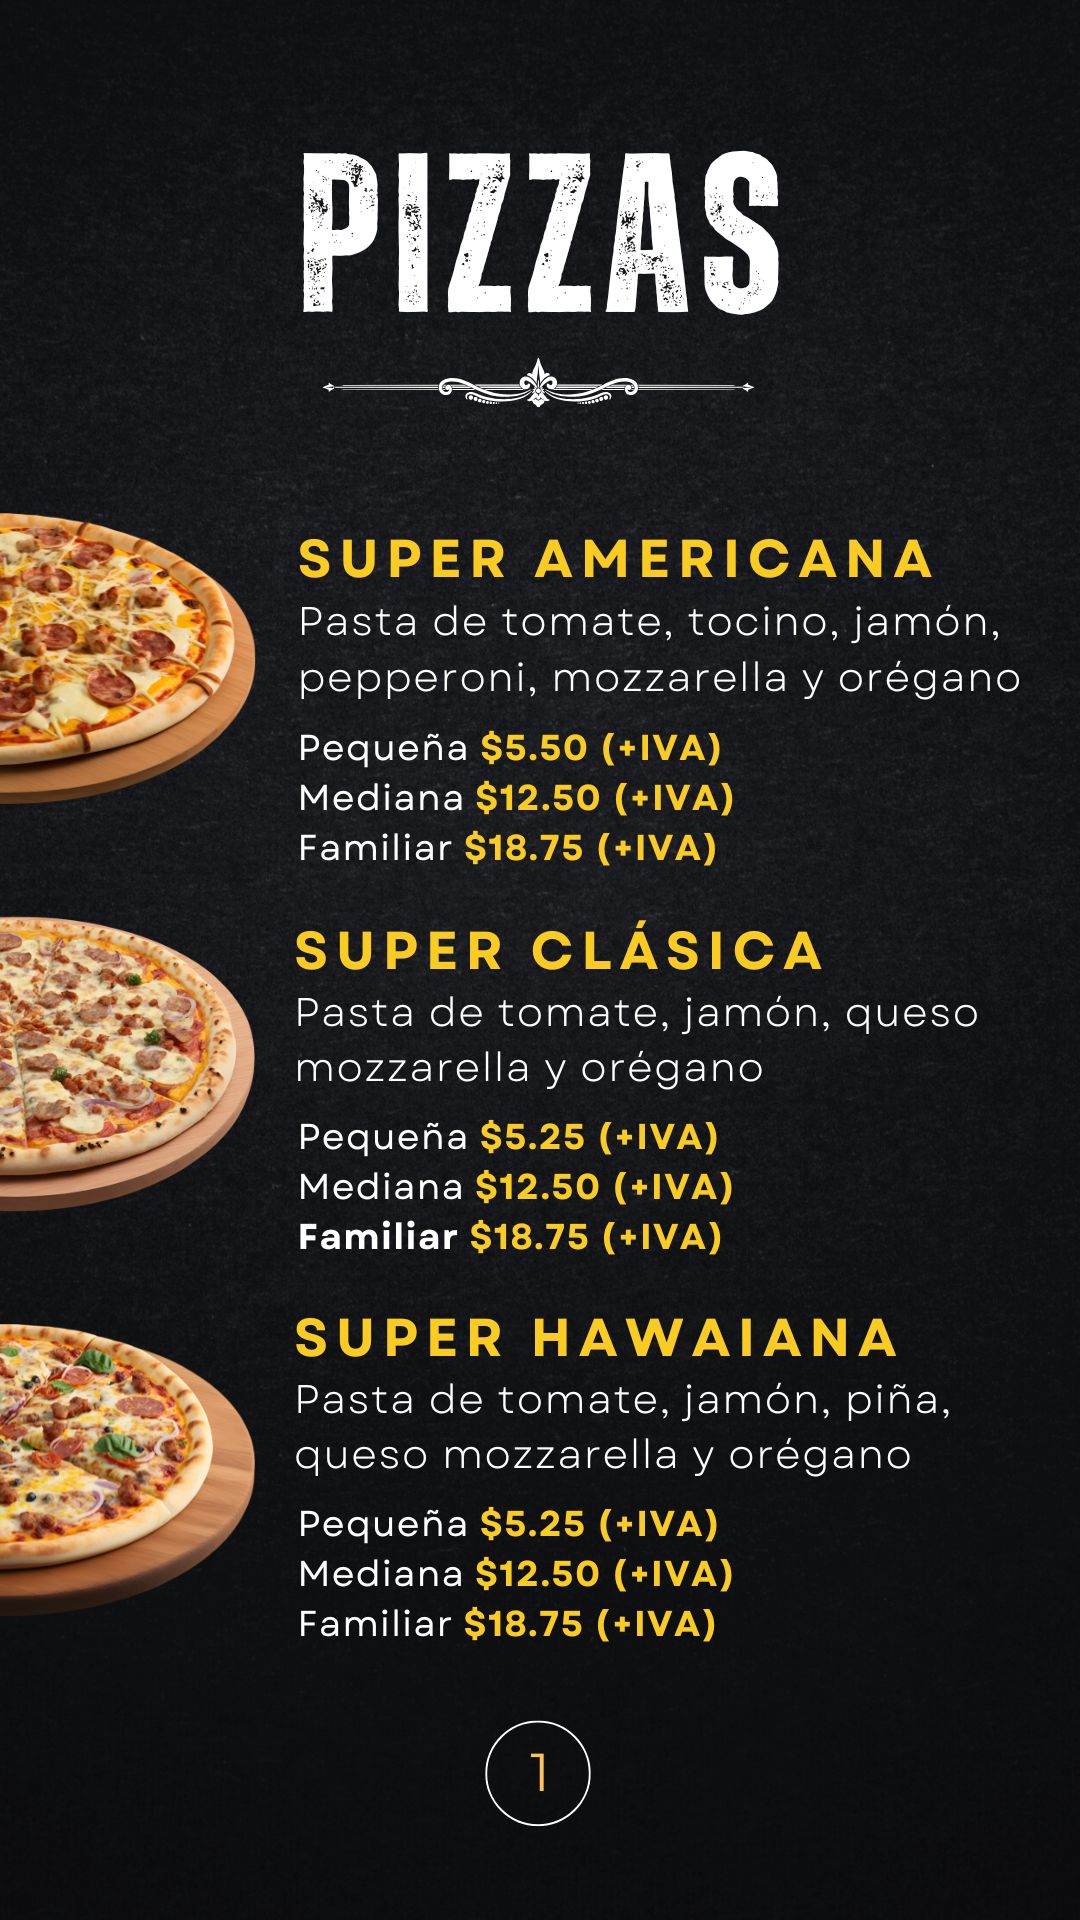 PIZZAS
SUPER AMERICANA
Pasta de tomate, tocino, jamón,
pepperoni, mozzarella y orégano
Pequeña $5.50 (+IVA)
Mediana $12.50 (+IVA)
Familiar $18.75 (+IVA)
SUPER CLÁSICA
Pasta de tomate, jamón, queso
mozzarella y orégano
Pequeña $5.25 (+IVA)
Mediana $12.50 (+IVA)
Familiar $18.75 (+IVA)
SUPER HAWAIANA
Pasta de tomate, jamón, piña,
queso mozzarella y orégano
Pequeña $5.25 (+IVA)
Mediana $12.50 (+IVA)
Familiar $18.75 (+IVA)
1